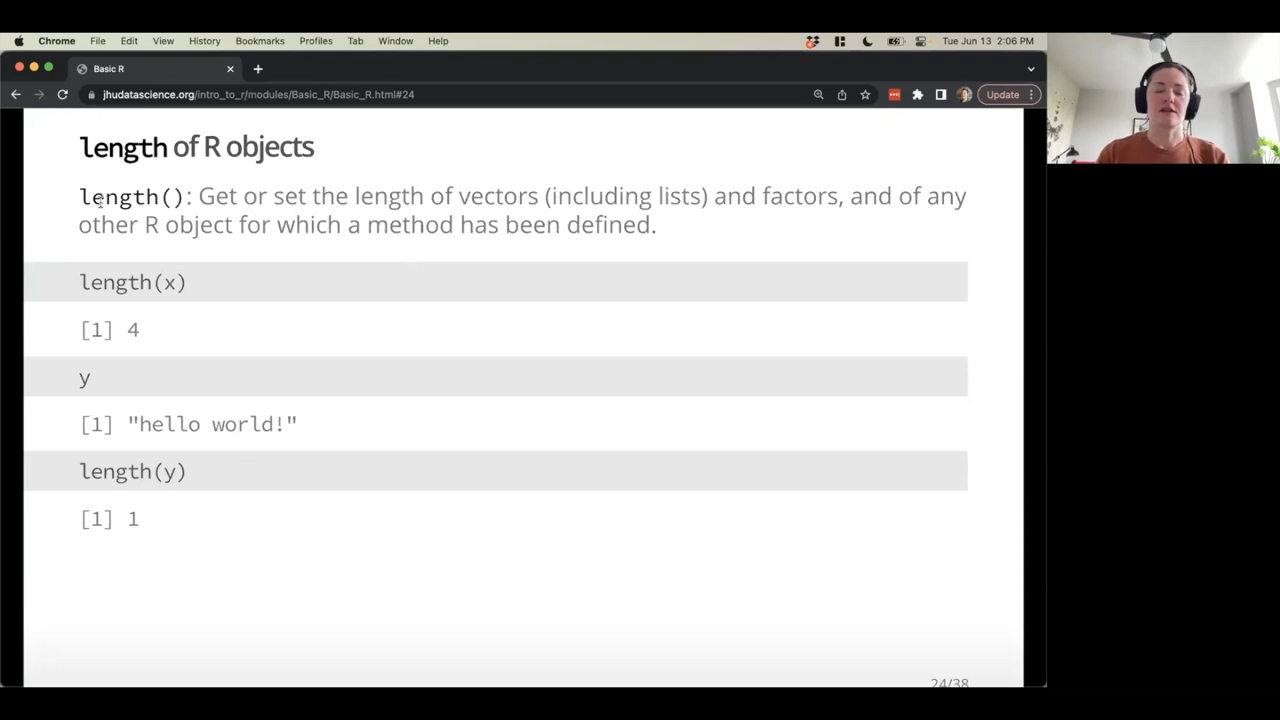 Chrome File Edit View History Bookmarks Profiles Tab Window Help Tue Jun 13 2:06 PM
Basic R
jhudatascience.org/intro_to_r/modules/Basic_R/Basic_R.html#24 Update
length of R objects
length(): Get or set the length of vectors (including lists) and factors, and of any
other R object for which a method has been defined.
length(x)
[1] 4
y
[1] "hello world!"
length(y)
[1] 1
24/38